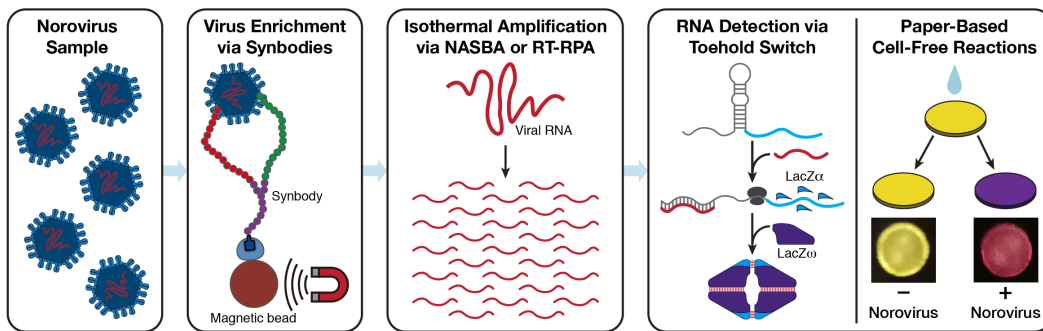 Norovirus
Sample
Virus Enrichment
via Synbodies
Synbody
Magnetic bead
Isothermal Amplification
via NASBA or RT-RPA
Viral RNA
RNA Detection via
Toehold Switch
LacZα
LacZω
Paper-Based
Cell-Free Reactions
−
Norovirus
+
Norovirus